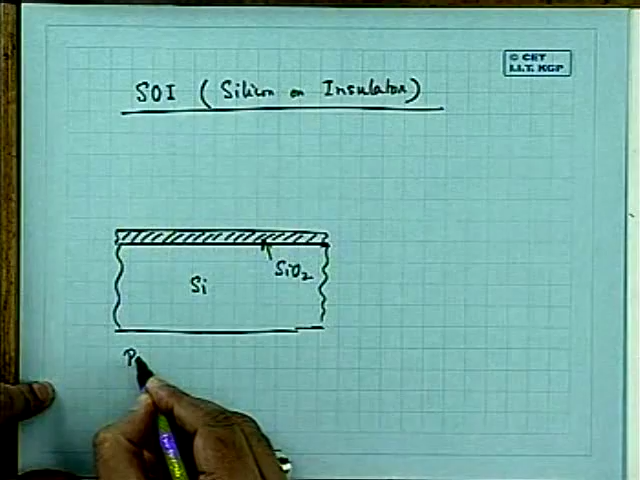 © CET
I.I.T. KGP
SOI (Silicon on Insulator)
SiO₂
Si
P